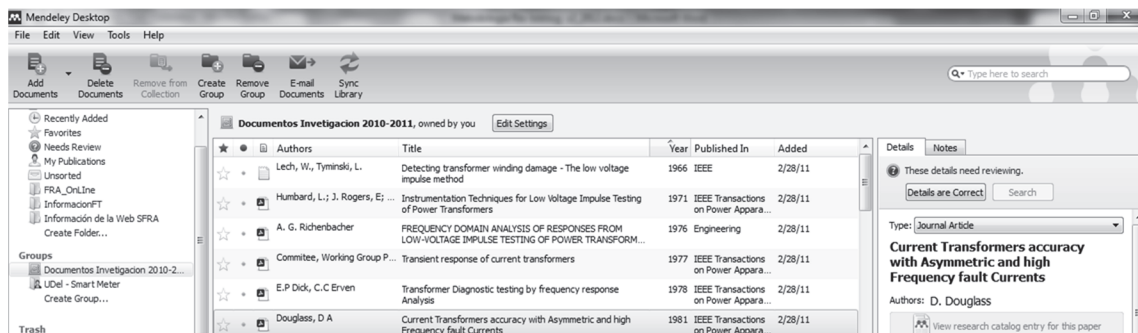 Mendeley Desktop
File Edit View Tools Help
Add Documents
Delete Documents
Remove from Collection
Create Group
Remove Group
E-mail Documents
Sync Library
Type here to search
Recently Added
Favorites
Needs Review
My Publications
Unsorted
FRA_OnLIne
InformacionFT
Información de la Web SFRA
Create Folder...
Groups
Documentos Invetigacion 2010-2...
UDel - Smart Meter
Create Group...
Trash
Documentos Invetigacion 2010-2011, owned by you Edit Settings
Authors Title Year Published In Added
Lech, W., Tyminski, L. Detecting transformer winding damage - The low voltage 1966 IEEE 2/28/11
impulse method
Humbard, L.; J. Rogers, E; ... Instrumentation Techniques for Low Voltage Impulse Testing 1971 IEEE Transactions 2/28/11
of Power Transformers on Power Appara...
A. G. Richenbacher FREQUENCY DOMAIN ANALYSIS OF RESPONSES FROM 1976 Engineering 2/28/11
LOW-VOLTAGE IMPULSE TESTING OF POWER TRANSFORM...
Commitee, Working Group P... Transient response of current transformers 1977 IEEE Transactions 2/28/11
on Power Appara...
E.P Dick, C.C Erven Transformer Diagnostic testing by frequency response 1978 IEEE Transactions 2/28/11
Analysis on Power Appara...
Douglass, D A Current Transformers accuracy with Asymmetric and high 1981 IEEE Transactions 2/28/11
Frequency fault Currents on Power Appara...
Details Notes
These details need reviewing.
Details are Correct Search
Type: Journal Article
Current Transformers accuracy
with Asymmetric and high
Frequency fault Currents
Authors: D. Douglass
View research catalog entry for this paper